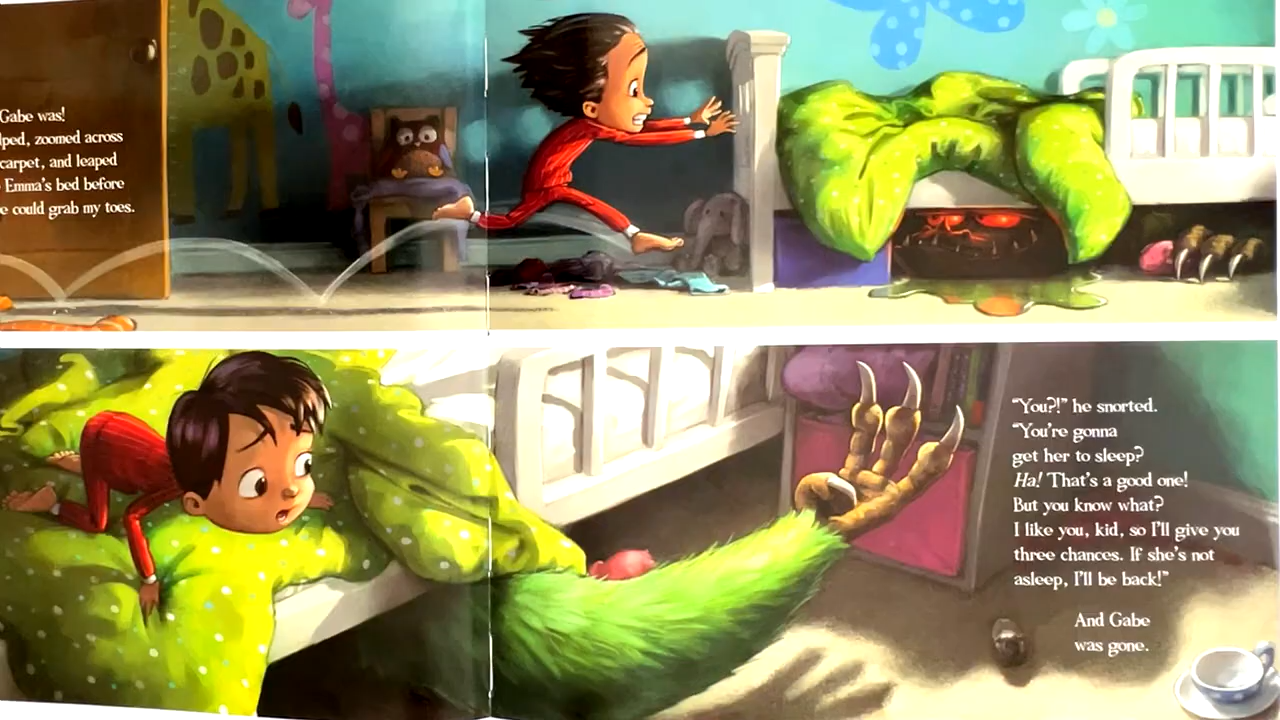 Gabe was!
lped, zoomed across
carpet, and leaped
Emma's bed before
e could grab my toes.
“You?!” he snorted.
“You're gonna
get her to sleep?
Ha! That's a good one!
But you know what?
I like you, kid, so I'll give you
three chances. If she's not
asleep, I'll be back!”
And Gabe
was gone.